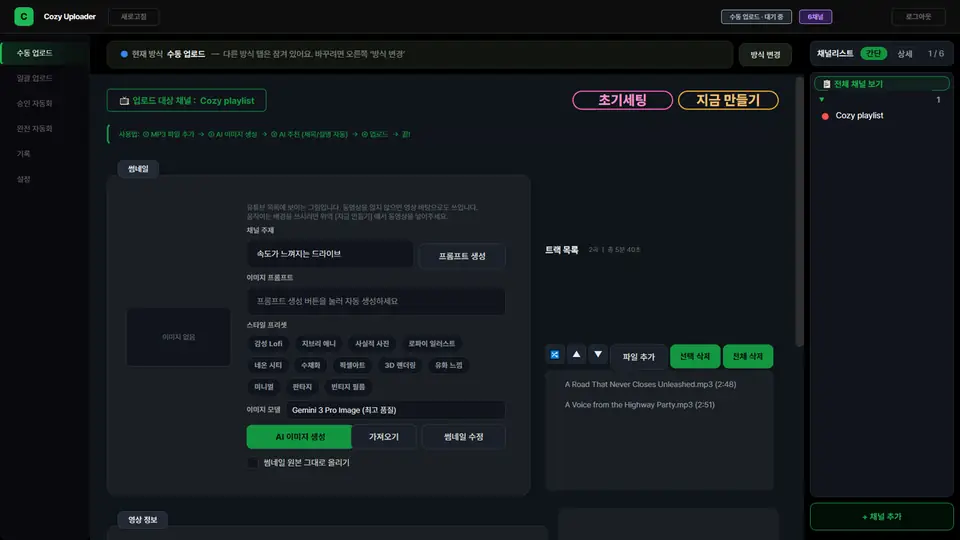 C Cozy Uploader 새로고침 수동 업로드 · 대기 중 6채널 로그아웃
수동 업로드
일괄 업로드
승인 자동화
완전 자동화
기록
설정
현재 방식 수동 업로드 — 다른 방식 탭은 잠겨 있어요. 바꾸려면 오른쪽 '방식 변경'
방식 변경
업로드 대상 채널 : Cozy playlist
초기세팅
지금 만들기
사용법: ① MP3 파일 추가 → ② AI 이미지 생성 → ③ AI 추천 (제목/설명 자동) → ④ 업로드 → 끝!
썸네일
유튜브 목록에 보이는 그림입니다. 동영상을 넣지 않으면 영상 바탕으로도 쓰입니다.
움직이는 배경을 쓰시려면 위쪽 [지금 만들기] 에서 동영상을 넣어주세요.
채널 주제
속도가 느껴지는 드라이브
프롬프트 생성
이미지 프롬프트
프롬프트 생성 버튼을 눌러 자동 생성하세요
이미지 없음
스타일 프리셋
감성 Lofi 지브리 애니 사실적 사진 로파이 일러스트
네온 시티 수채화 픽셀아트 3D 렌더링 유화 느낌
미니멀 판타지 빈티지 필름
이미지 모델 Gemini 3 Pro Image (최고 품질)
AI 이미지 생성 가져오기 썸네일 수정
썸네일 원본 그대로 올리기
영상 정보
트랙 목록 2곡 | 총 5분 40초
파일 추가 선택 삭제 전체 삭제
A Road That Never Closes Unleashed.mp3 (2:48)
A Voice from the Highway Party.mp3 (2:51)
채널리스트 간단 상세 1 / 6
전체 채널 보기
1
Cozy playlist
+ 채널 추가